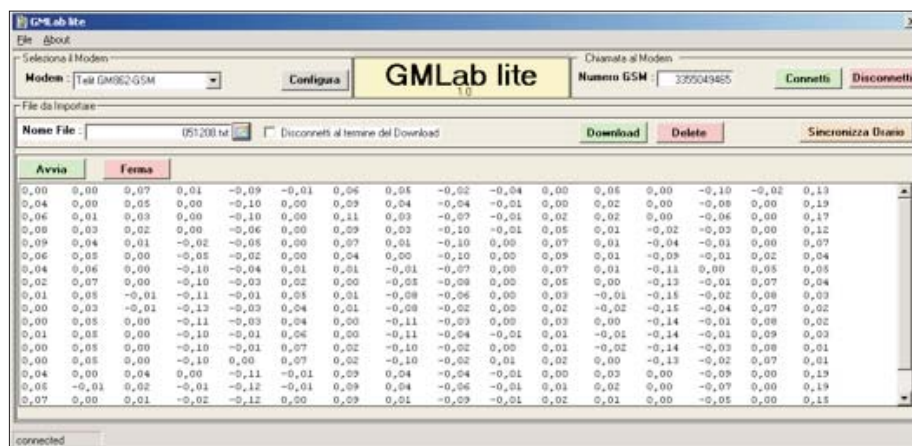 GMLab lite
File About
Seleziona il Modem
Modem : Telit GM862-GSM Configura
GMLab lite
1.0
Chiamata al Modem
Numero GSM : 3355049465 Connetti Disconnetti
File da Importare
Nome File : 051208.txt Disconnetti al termine del Download Download Delete Sincronizza Orario
Avvia Ferma
0,00 0,00 0,07 0,01 -0,09 -0,01 0,06 0,05 -0,02 -0,04 0,00 0,05 0,00 -0,10 -0,02 0,13
0,04 0,00 0,05 0,00 -0,10 0,00 0,09 0,04 -0,04 -0,01 0,00 0,02 0,00 -0,08 0,00 0,19
0,06 0,01 0,03 0,00 -0,10 0,00 0,11 0,03 -0,07 -0,01 0,02 0,02 0,00 -0,06 0,00 0,17
0,08 0,03 0,02 0,00 -0,06 0,00 0,09 0,03 -0,10 -0,01 0,05 0,01 -0,02 -0,03 0,00 0,12
0,09 0,04 0,01 -0,02 -0,05 0,00 0,07 0,01 -0,10 0,00 0,07 0,01 -0,04 -0,01 0,00 0,07
0,06 0,05 0,00 -0,05 -0,02 0,00 0,04 0,00 -0,10 0,00 0,09 0,01 -0,09 -0,01 0,02 0,04
0,04 0,06 0,00 -0,10 -0,04 0,01 0,01 -0,01 -0,07 0,00 0,07 0,01 -0,11 0,00 0,05 0,05
0,02 0,07 0,00 -0,10 -0,03 0,02 0,00 -0,05 -0,08 0,00 0,05 0,00 -0,13 -0,01 0,07 0,04
0,01 0,05 -0,01 -0,11 -0,01 0,05 0,01 -0,08 -0,06 0,00 0,03 -0,01 -0,15 -0,02 0,08 0,03
0,00 0,03 -0,01 -0,13 -0,03 0,04 0,01 -0,08 -0,02 0,00 0,02 -0,02 -0,15 -0,04 0,07 0,02
0,00 0,05 0,00 -0,11 -0,03 0,04 0,00 -0,11 -0,03 0,00 0,03 0,00 -0,14 -0,01 0,08 0,02
0,01 0,05 0,00 -0,10 -0,01 0,06 0,00 -0,11 -0,04 -0,01 0,01 -0,01 -0,14 -0,01 0,09 0,03
0,00 0,05 0,00 -0,10 -0,01 0,07 0,02 -0,10 -0,02 0,00 0,01 -0,02 -0,14 -0,03 0,08 0,01
0,00 0,05 0,00 -0,10 0,00 0,07 0,02 -0,10 -0,02 0,01 0,02 0,00 -0,13 -0,02 0,07 0,01
0,04 0,00 0,04 0,00 -0,11 -0,01 0,09 0,04 -0,04 -0,01 0,00 0,03 0,00 -0,09 0,00 0,19
0,05 -0,01 0,02 -0,01 -0,12 -0,01 0,09 0,04 -0,06 -0,01 0,01 0,02 0,00 -0,07 0,00 0,19
0,07 0,00 0,01 -0,02 -0,12 0,00 0,09 0,01 -0,09 -0,01 0,02 0,01 0,00 -0,05 0,00 0,15
connected